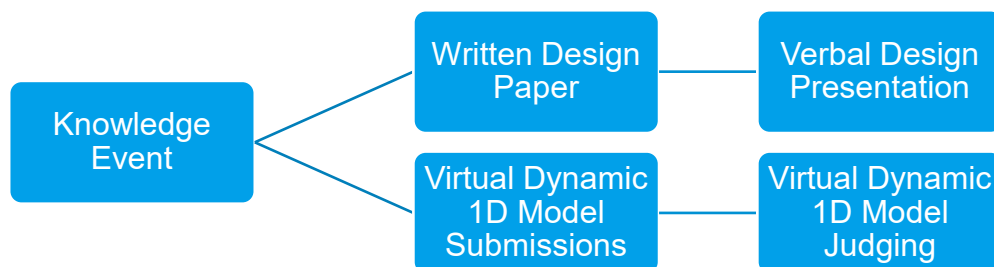 Knowledge
Event
Written Design
Paper
Verbal Design
Presentation
Virtual Dynamic
1D Model
Submissions
Virtual Dynamic
1D Model
Judging